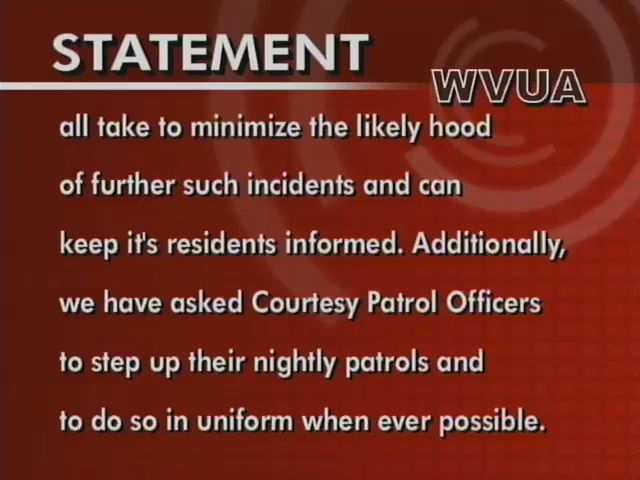 STATEMENT
WVUA
all take to minimize the likely hood
of further such incidents and can
keep it's residents informed. Additionally,
we have asked Courtesy Patrol Officers
to step up their nightly patrols and
to do so in uniform when ever possible.